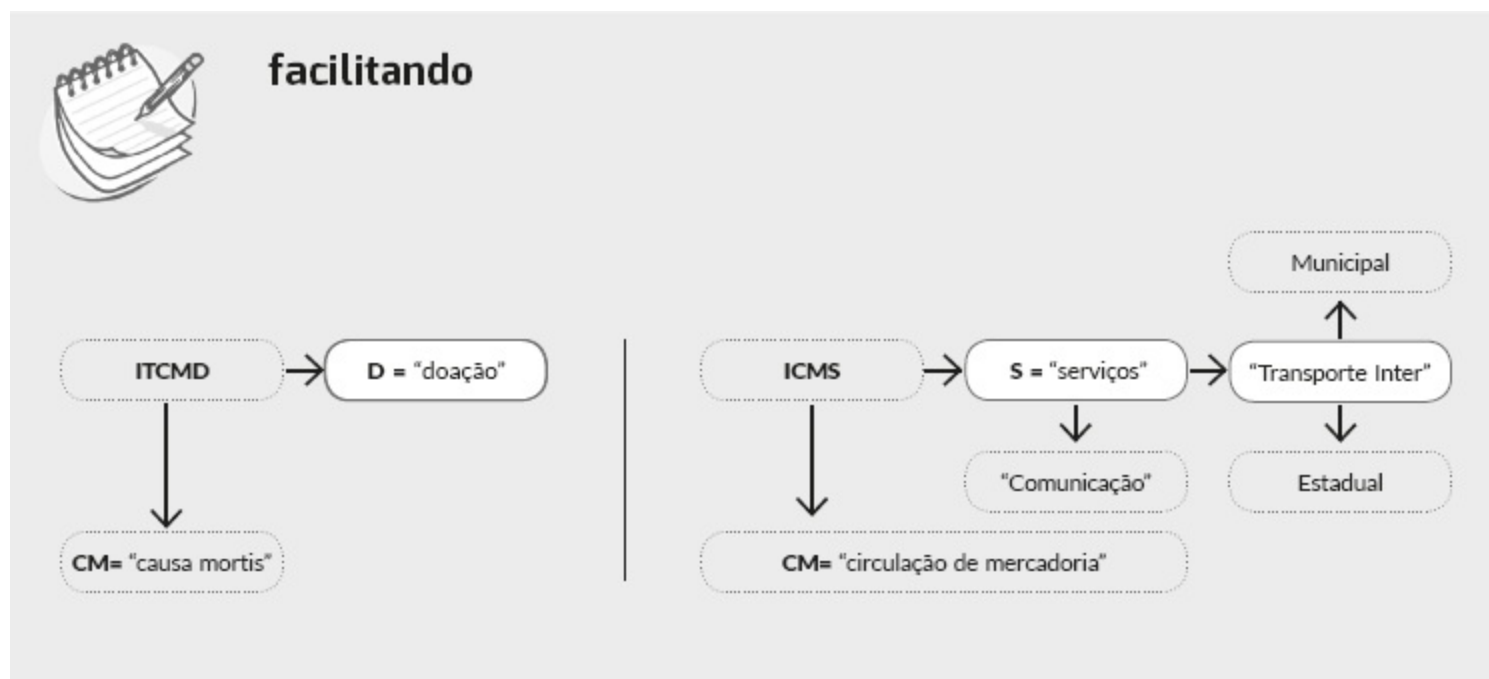 facilitando
ITCMD
D = “doação”
CM= “causa mortis”
ICMS
S = “serviços”
“Transporte Inter”
Municipal
Estadual
“Comunicação”
CM= “circulação de mercadoria”